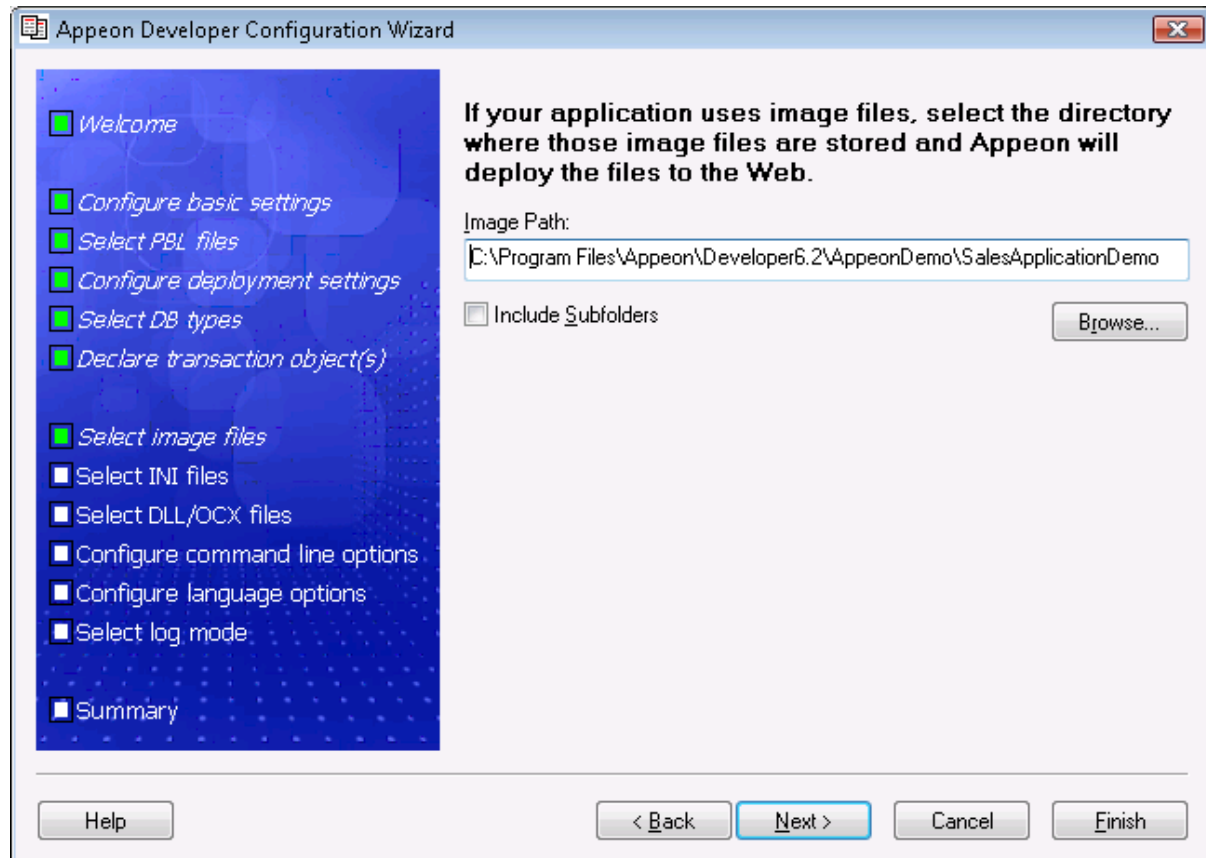 Appeon Developer Configuration Wizard
Welcome
Configure basic settings
Select PBL files
Configure deployment settings
Select DB types
Declare transaction object(s)
Select image files
Select INI files
Select DLL/OCX files
Configure command line options
Configure language options
Select log mode
Summary
If your application uses image files, select the directory
where those image files are stored and Appeon will
deploy the files to the Web.
Image Path:
C:\Program Files\Appeon\Developer6.2\AppeonDemo\SalesApplicationDemo
Include Subfolders
Browse...
Help
< Back
Next >
Cancel
Finish